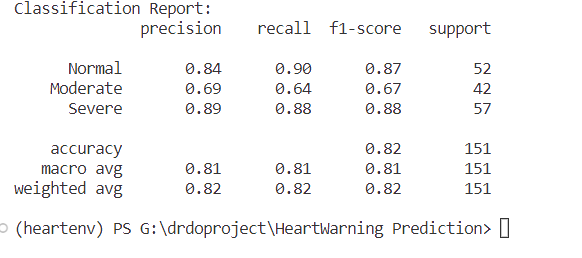 Classification Report:
precision recall f1-score support
Normal 0.84 0.90 0.87 52
Moderate 0.69 0.64 0.67 42
Severe 0.89 0.88 0.88 57
accuracy 0.82 151
macro avg 0.81 0.81 0.81 151
weighted avg 0.82 0.82 0.82 151
(heartenv) PS G:\drdoproject\HeartWarning Prediction>